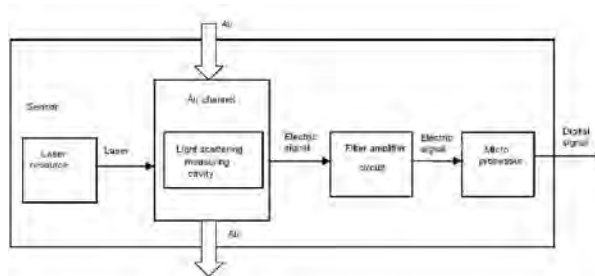 Air
Sensor
Air channel
Laser
resource
Laser
Light scattering
measuring
cavity
Electric
signal
Filter amplifier
circuit
Electric
signal
Micro
processor
Digital
signal
Air